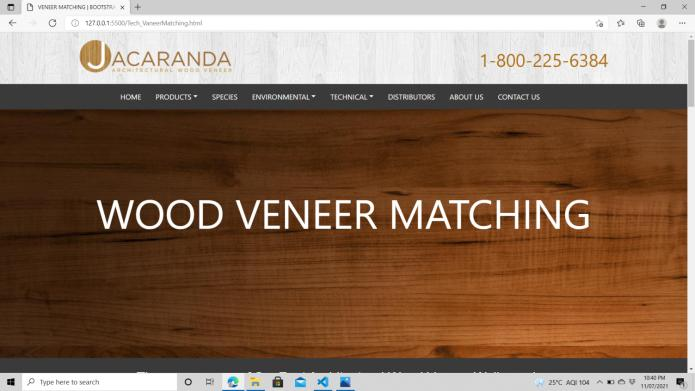 VENEER MATCHING | BOOTSTRA
127.0.0.1:5500/Tech_VaneerMatching.html
JACARANDA
ARCHITECTURAL WOOD VENEER
1-800-225-6384
HOME PRODUCTS SPECIES ENVIRONMENTAL TECHNICAL DISTRIBUTORS ABOUT US CONTACT US
WOOD VENEER MATCHING
Type here to search
25°C AQI 104
10:40 PM
11/07/2021